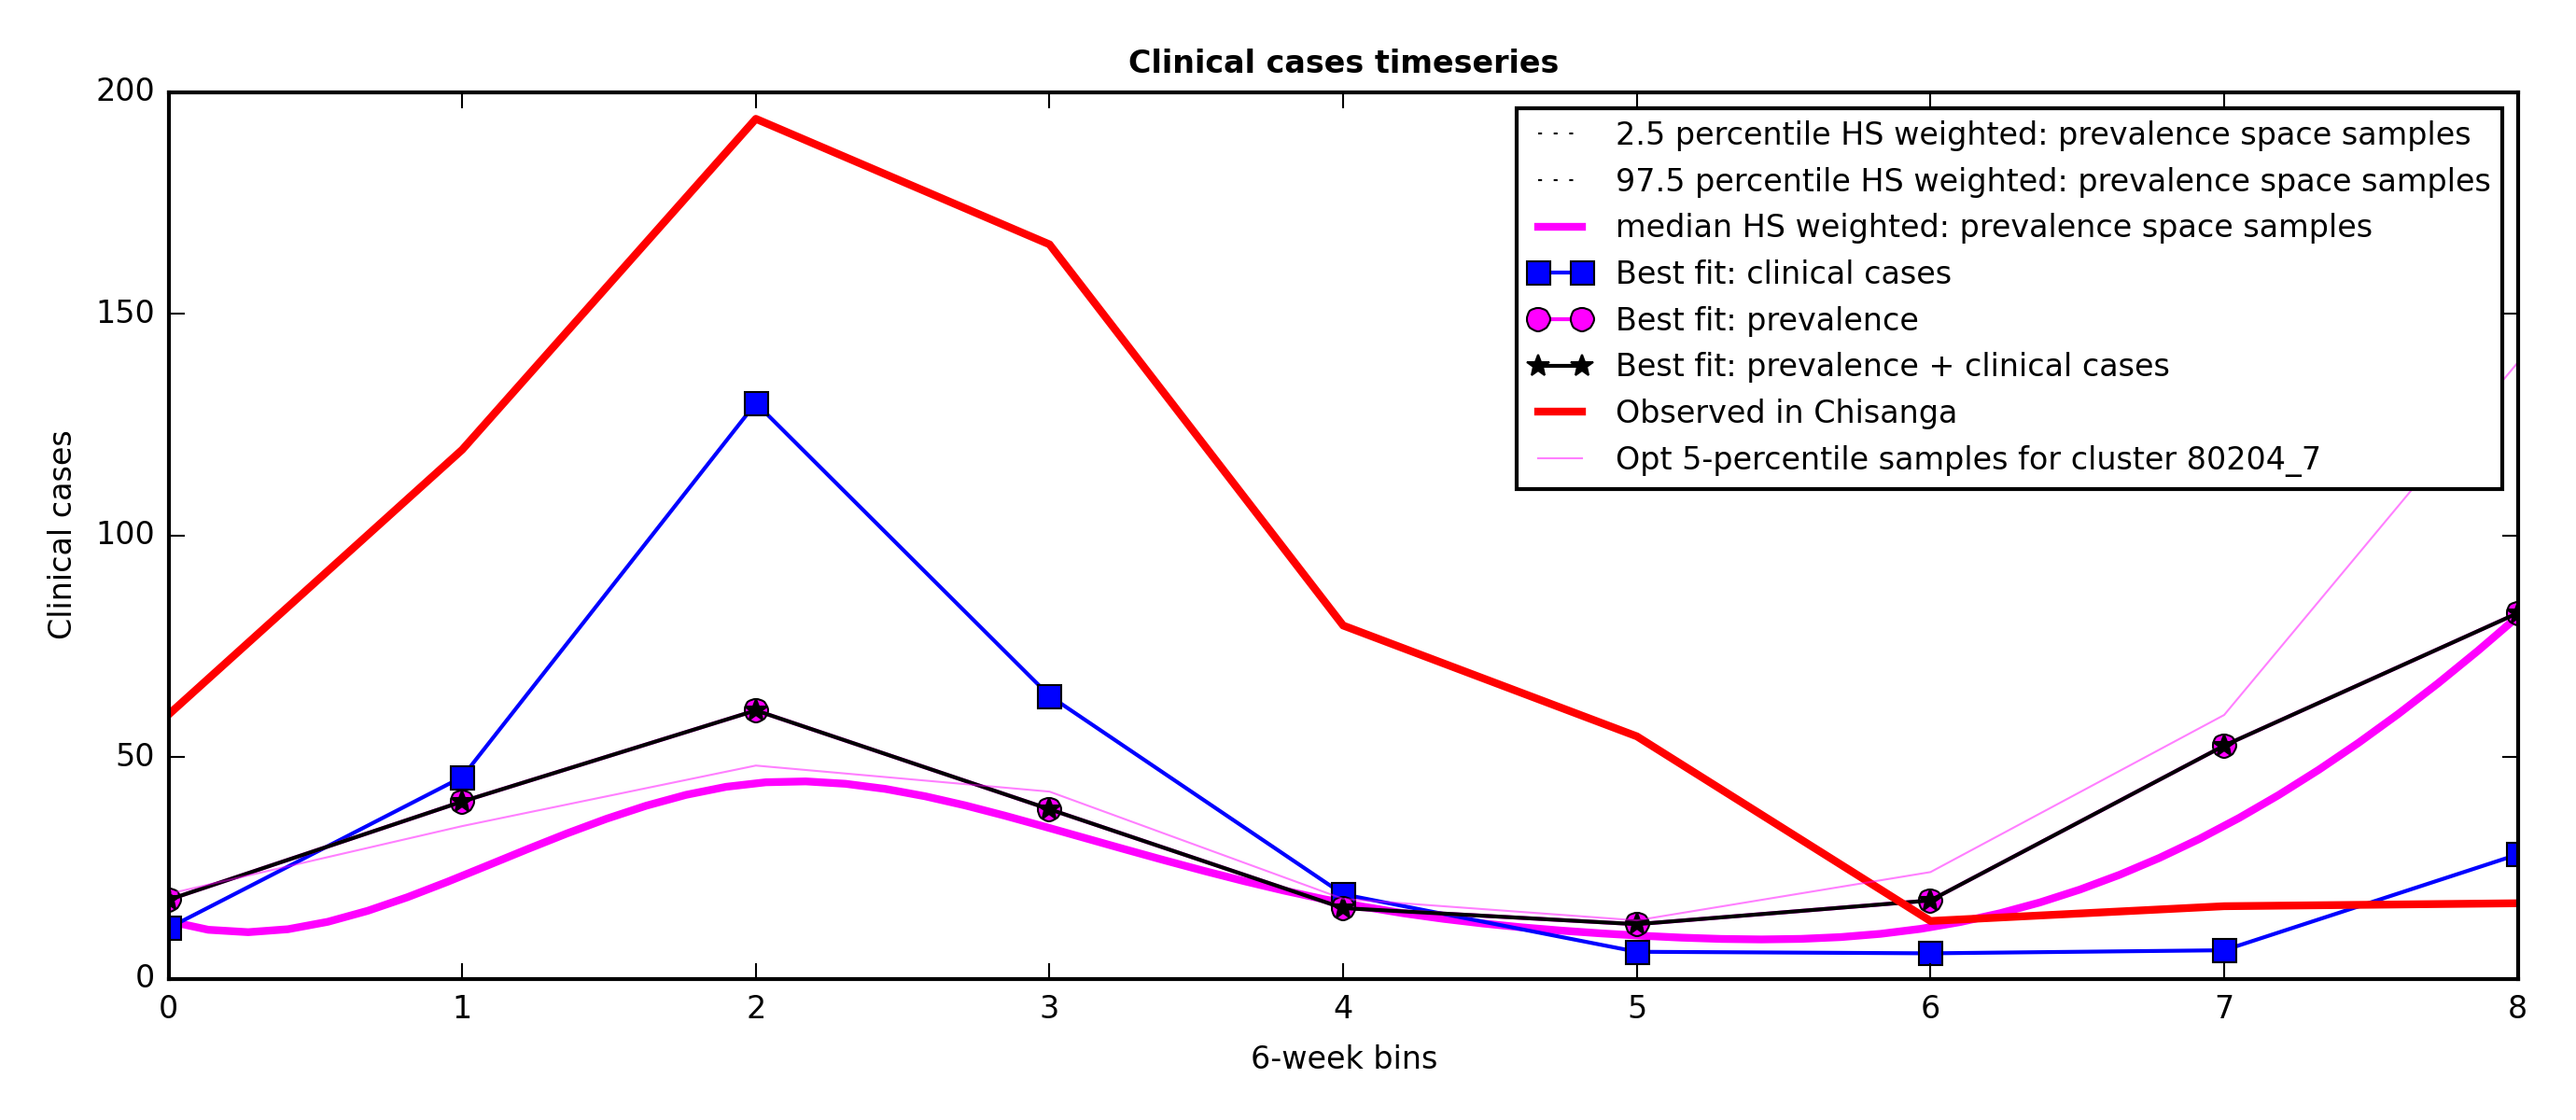 Clinical cases timeseries
200
150
100
50
0
Clinical cases
2.5 percentile HS weighted: prevalence space samples
97.5 percentile HS weighted: prevalence space samples
median HS weighted: prevalence space samples
Best fit: clinical cases
Best fit: prevalence
Best fit: prevalence + clinical cases
Observed in Chisanga
Opt 5-percentile samples for cluster 80204_7
0 1 2 3 4 5 6 7 8
6-week bins